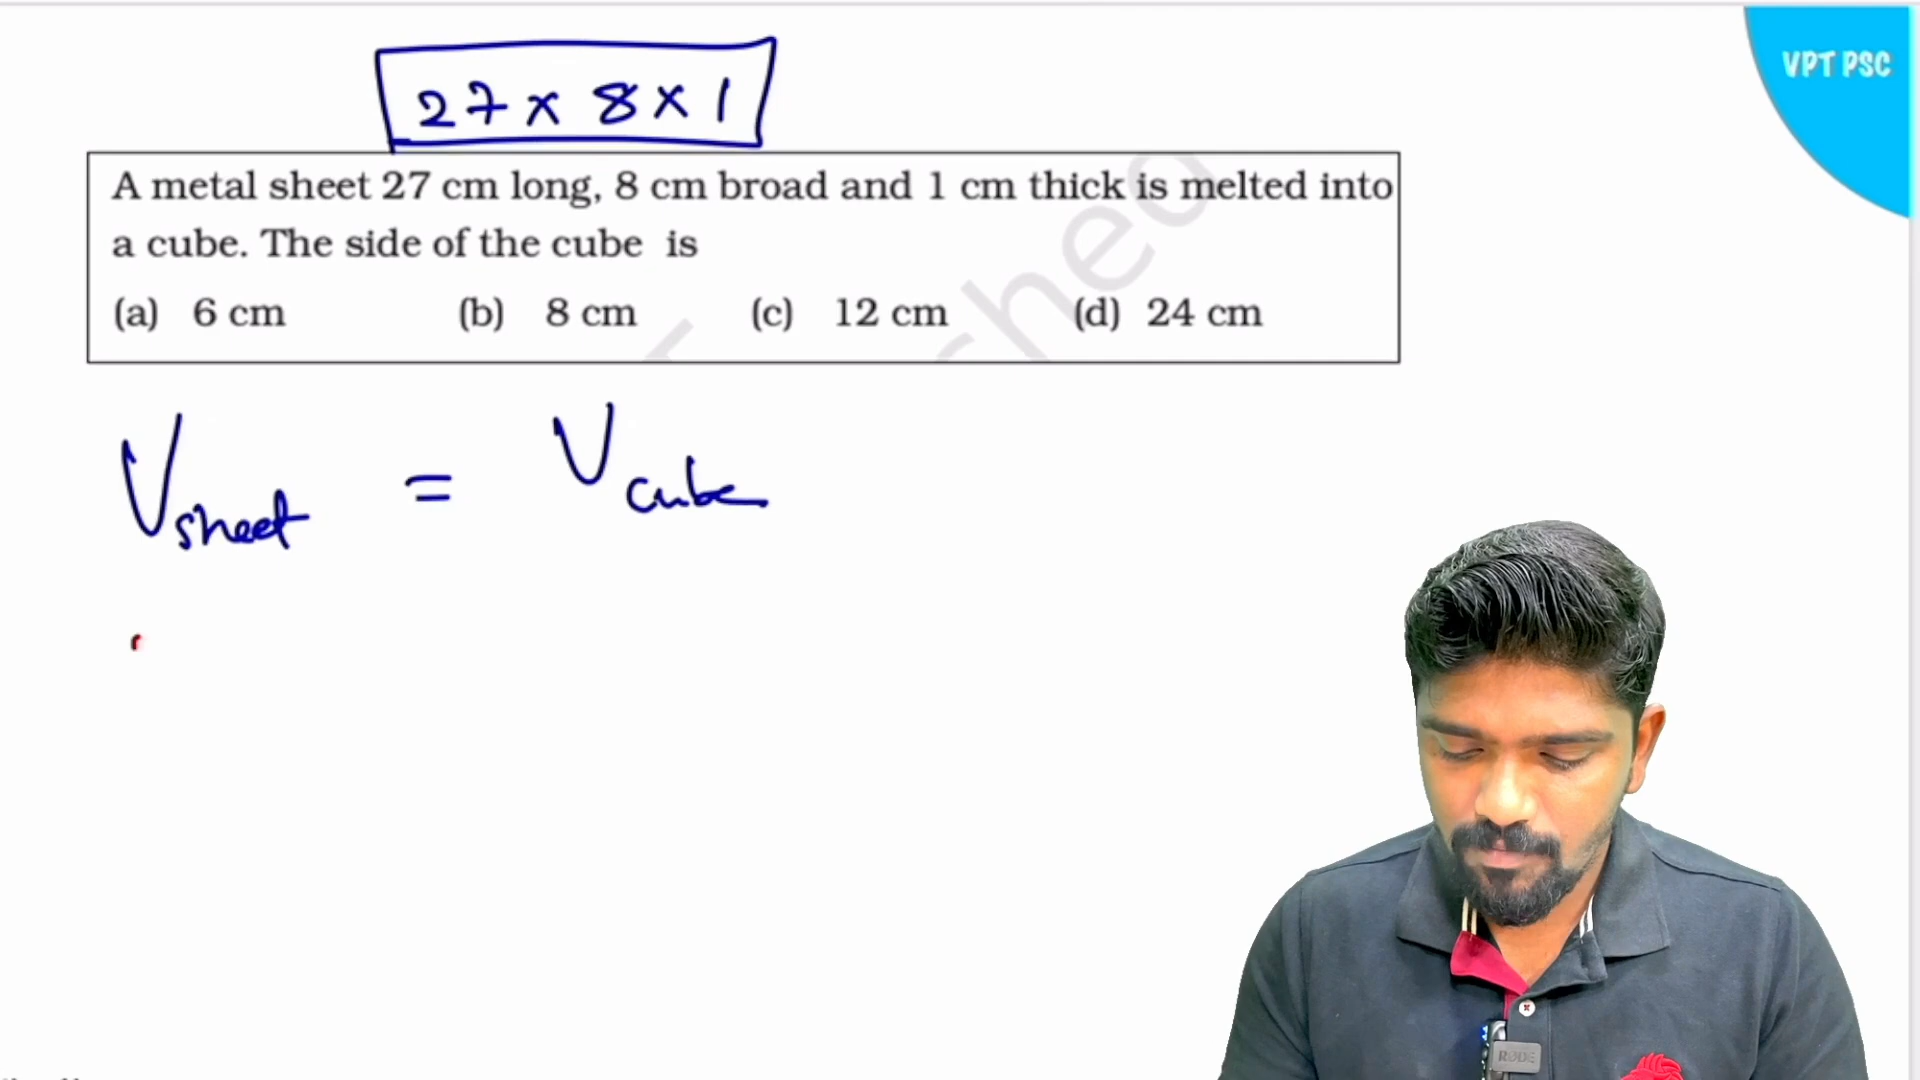 VPT PSC
27 × 8 × 1
A metal sheet 27 cm long, 8 cm broad and 1 cm thick is melted into
a cube. The side of the cube is
(a) 6 cm (b) 8 cm (c) 12 cm (d) 24 cm
V sheet = V cube
RØDE